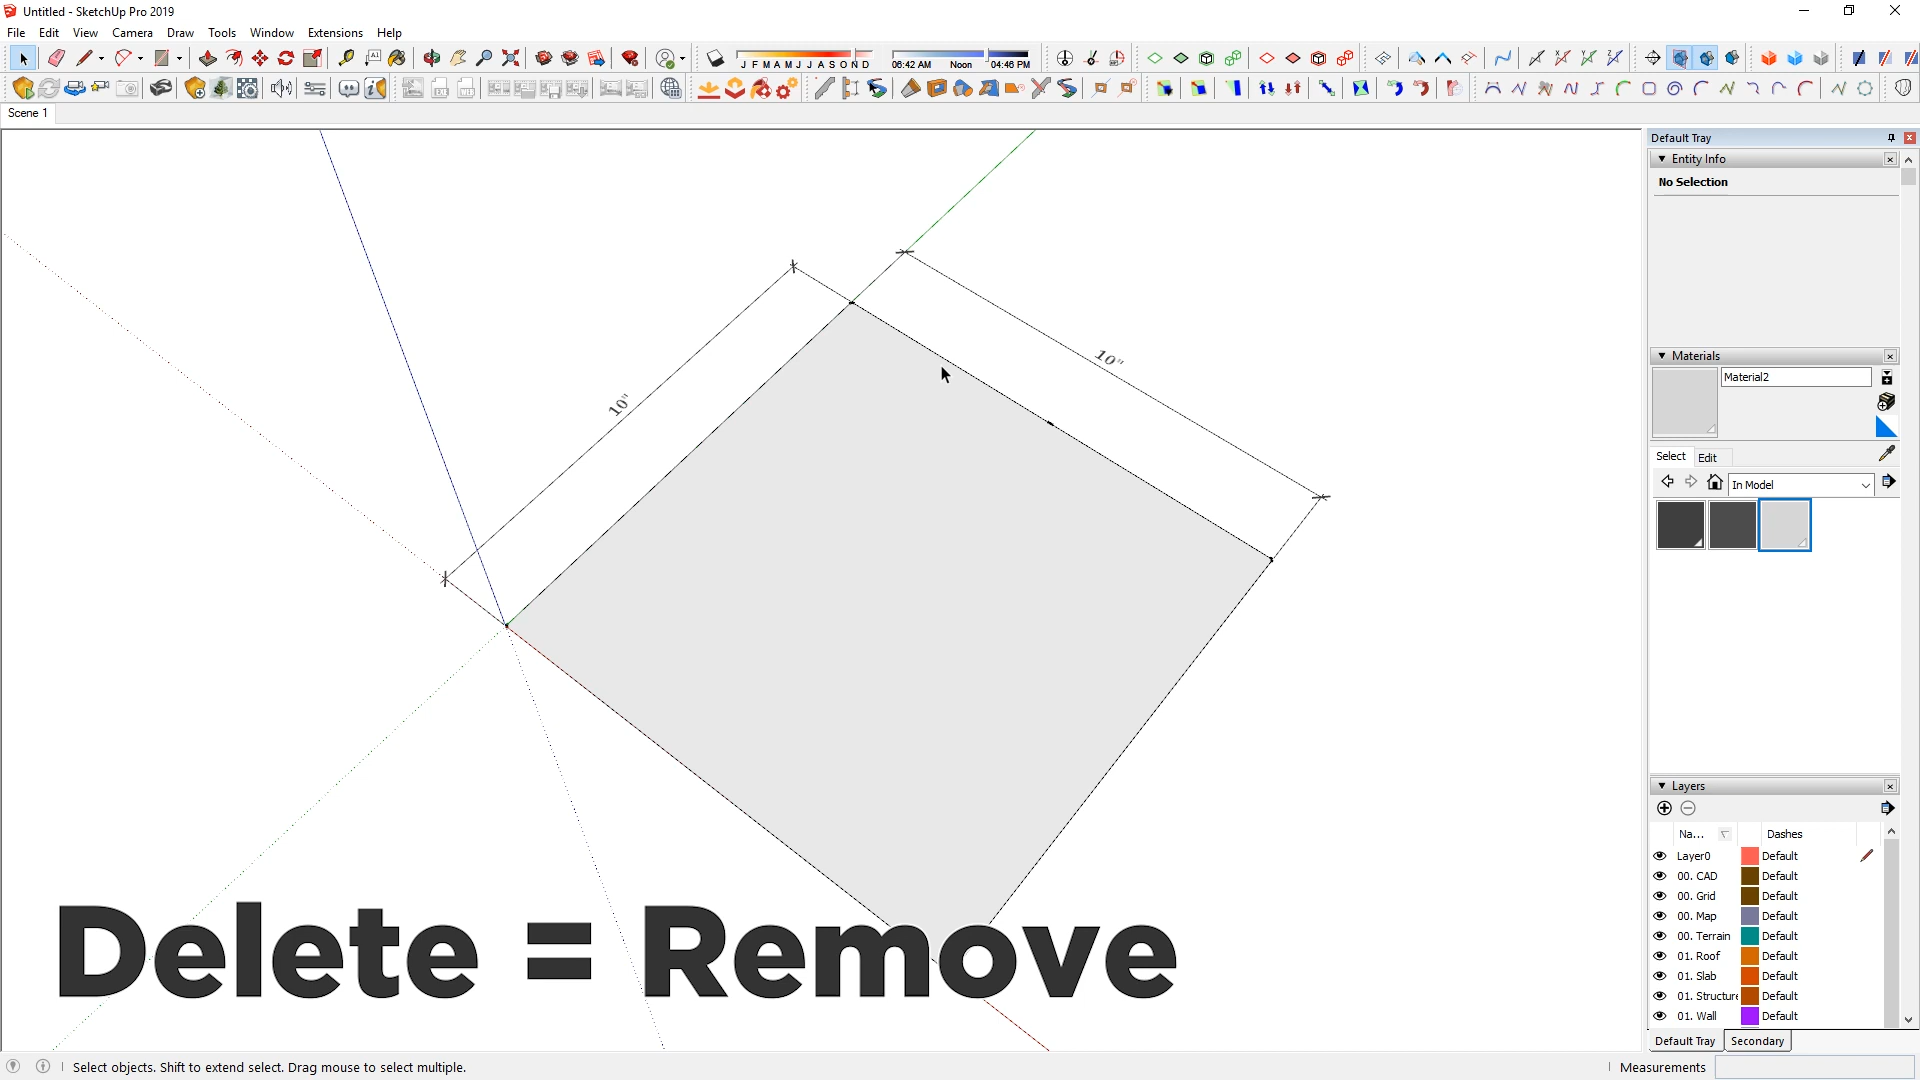 Untitled - SketchUp Pro 2019
File Edit View Camera Draw Tools Window Extensions Help
J F M A M J J A S O N D 06:42 AM Noon 04:46 PM
Scene 1
Default Tray
Entity Info
No Selection
10"
10"
Materials
Material2
Select Edit
In Model
Layers
Na... Dashes
Layer0 Default
00. CAD Default
00. Grid Default
00. Map Default
00. Terrain Default
01. Roof Default
01. Slab Default
01. Structure Default
01. Wall Default
Delete = Remove
Default Tray Secondary
Select objects. Shift to extend select. Drag mouse to select multiple.
Measurements